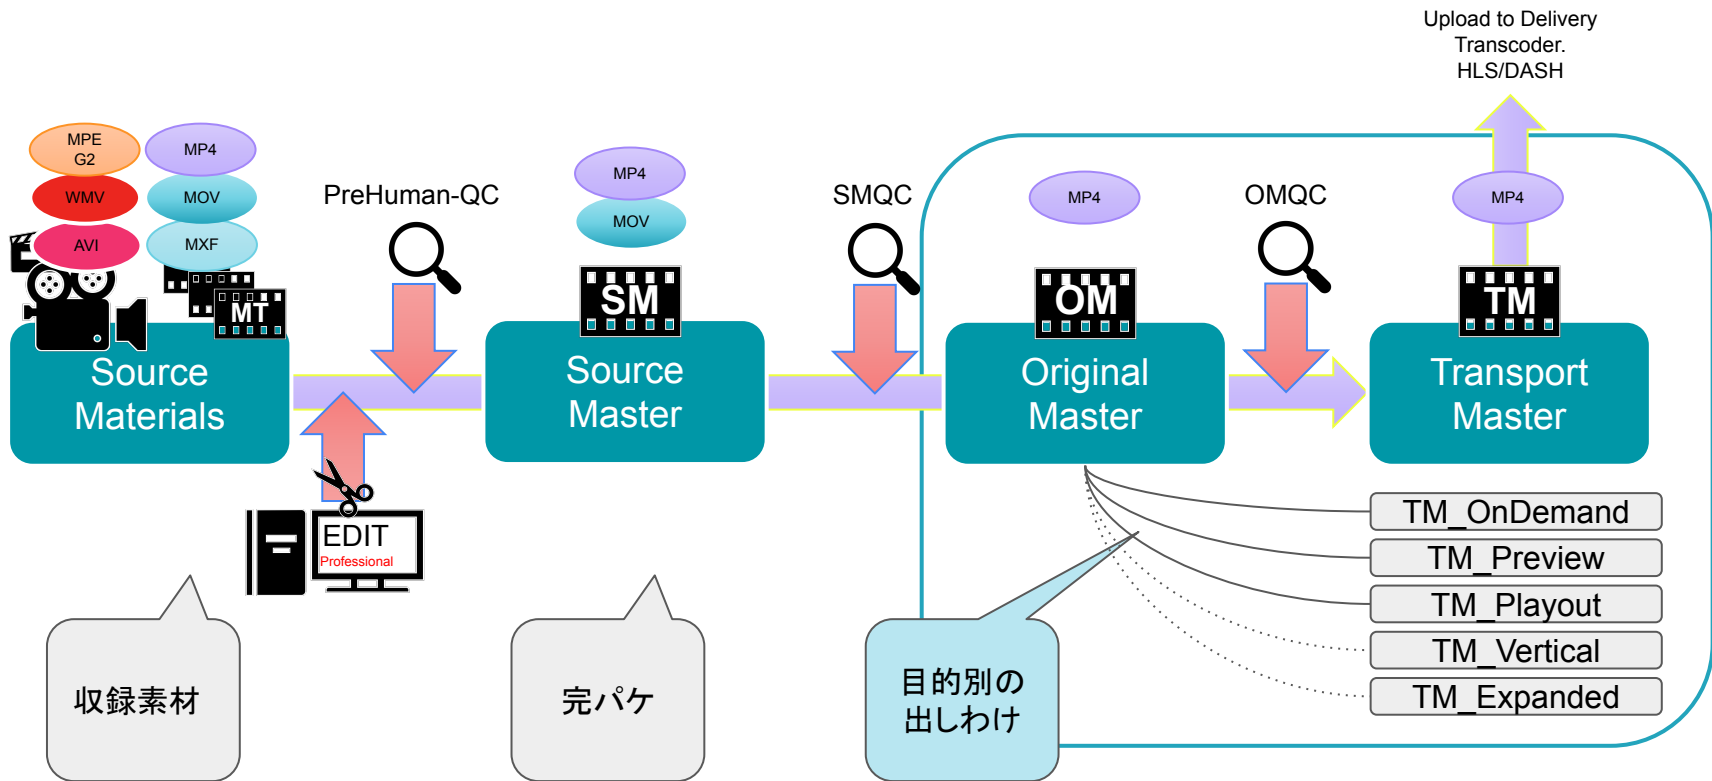 Upload to Delivery
Transcoder.
HLS/DASH
MPE
G2
MP4
WMV
MOV
AVI
MXF
MT
Source
Materials
PreHuman-QC
EDIT
Professional
MP4
MOV
SM
Source
Master
SMQC
MP4
OM
Original
Master
OMQC
MP4
TM
Transport
Master
TM_OnDemand
TM_Preview
TM_Playout
TM_Vertical
TM_Expanded
収録素材
完パケ
目的別の
出しわけ